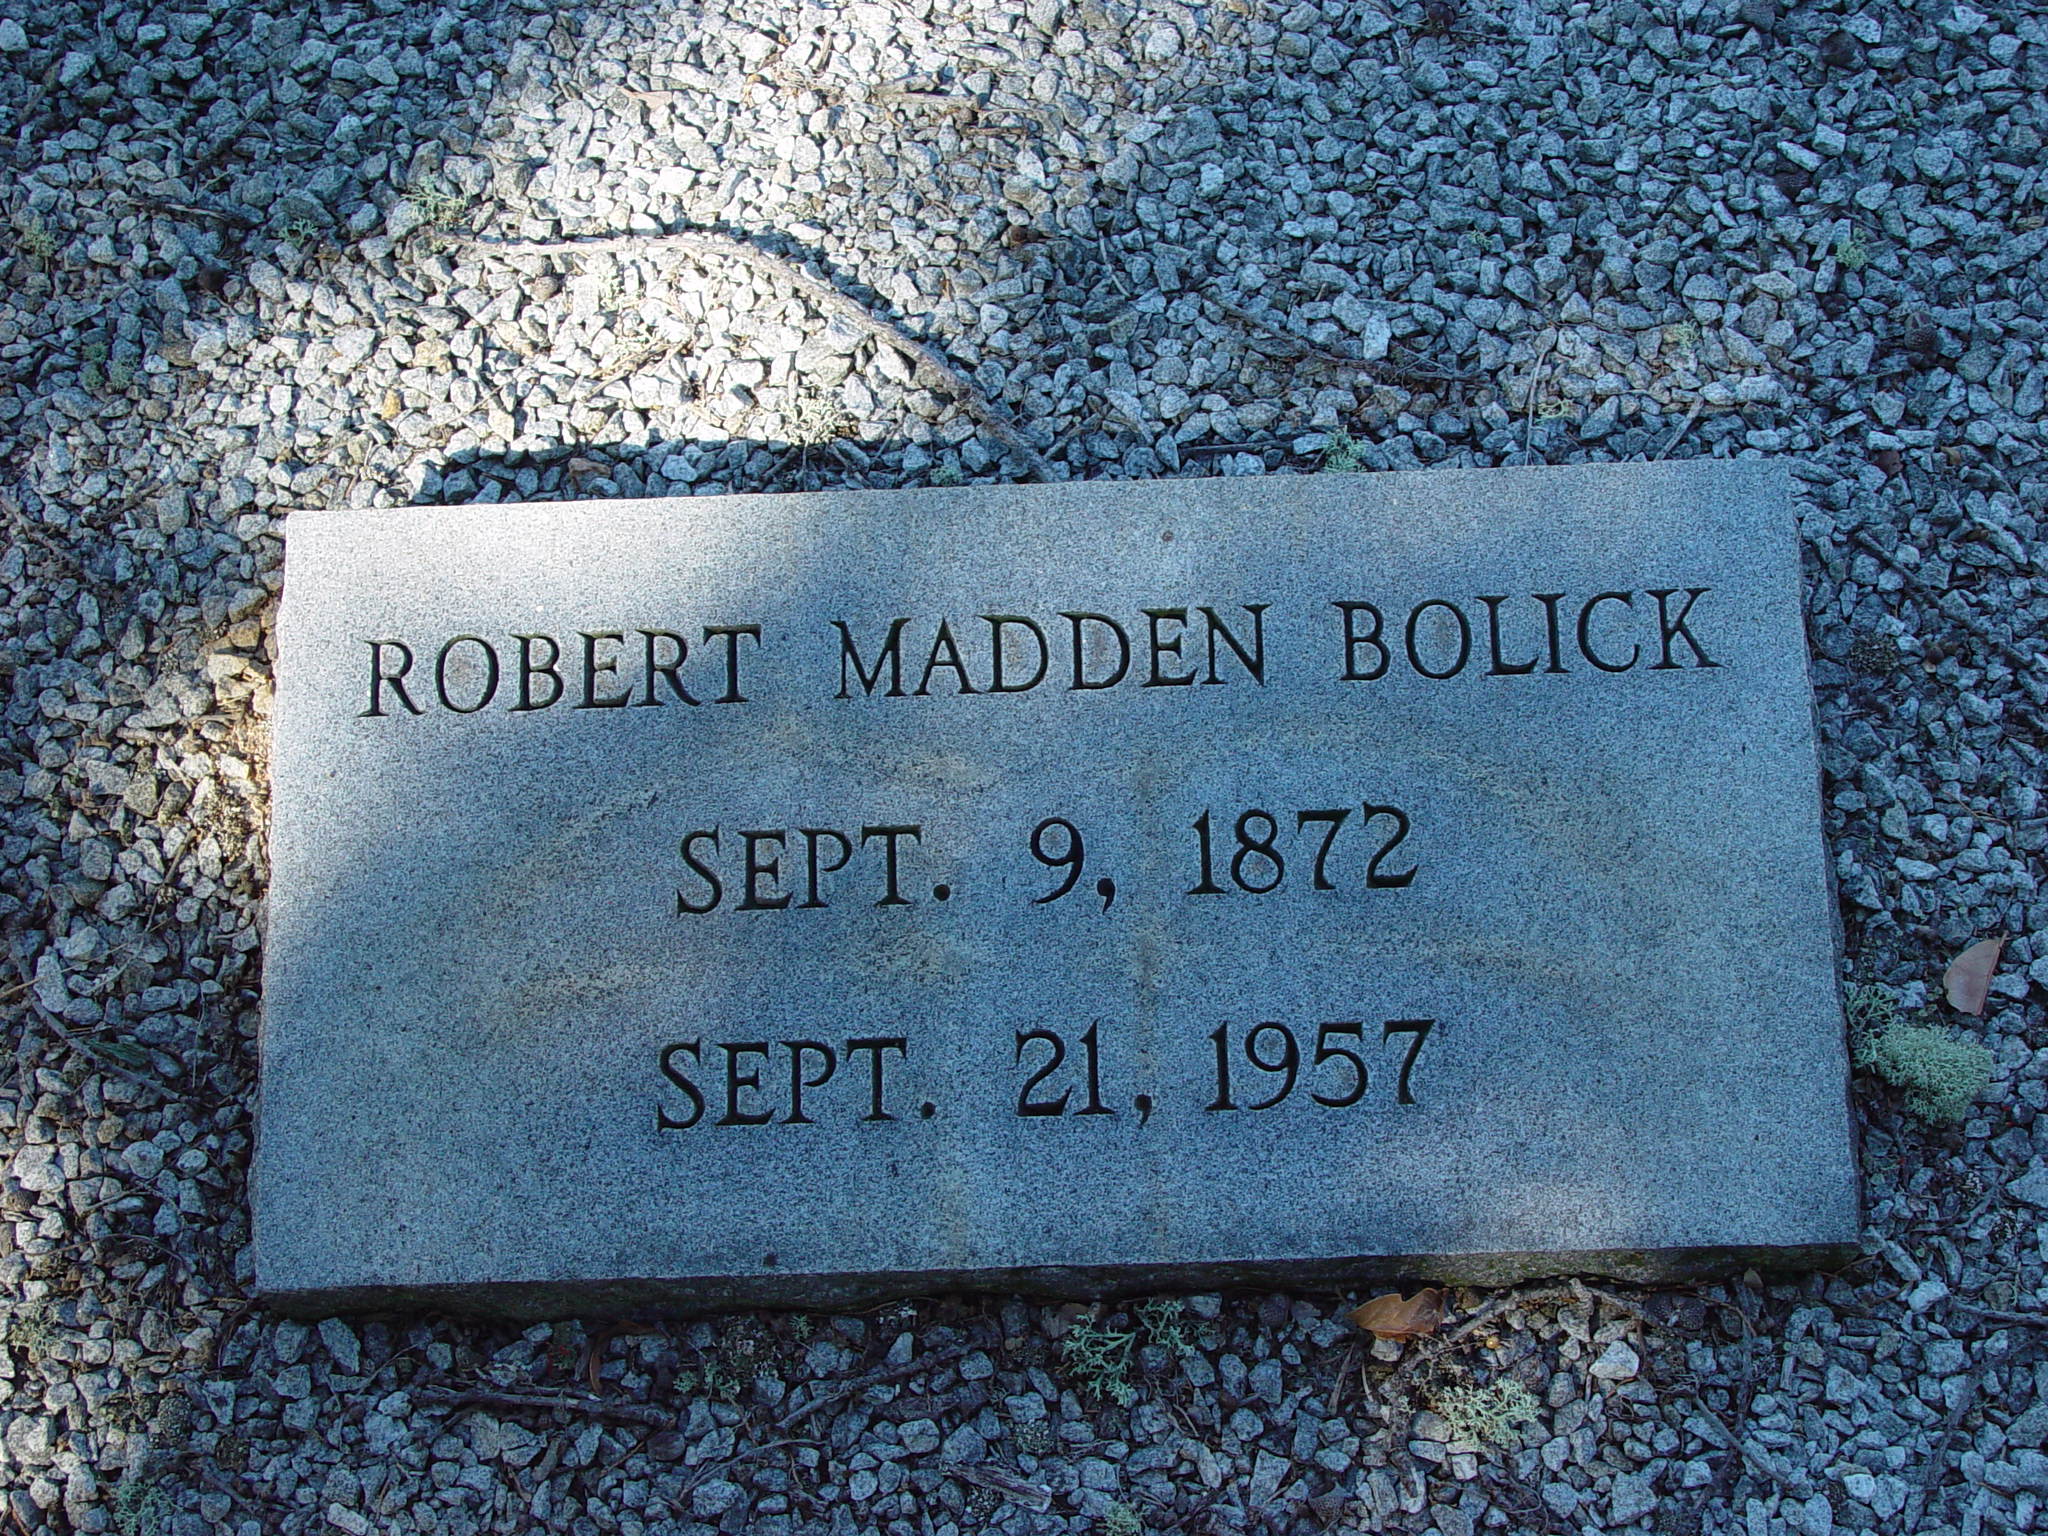 ROBERT MADDEN BOLICK
SEPT. 9, 1872
SEPT. 21, 1957